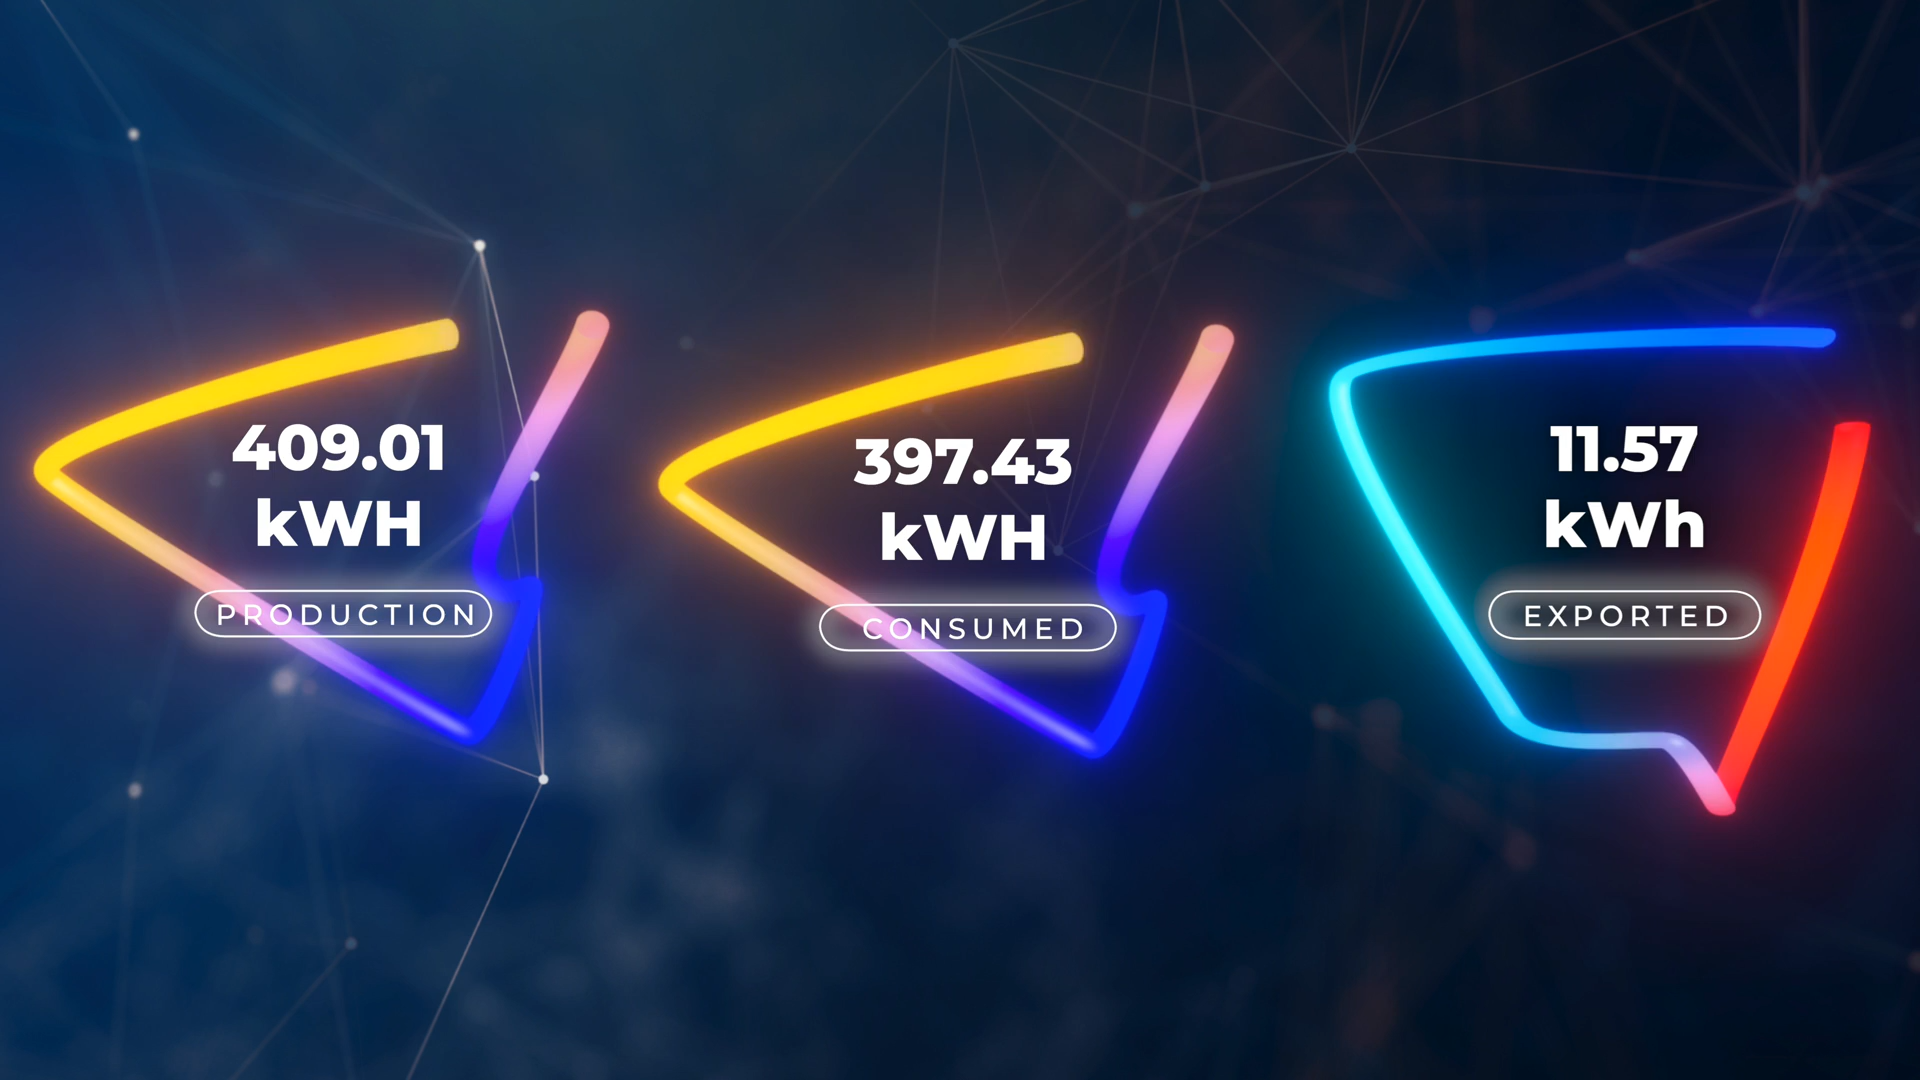 409.01
kWH
PRODUCTION
397.43
kWH
CONSUMED
11.57
kWh
EXPORTED